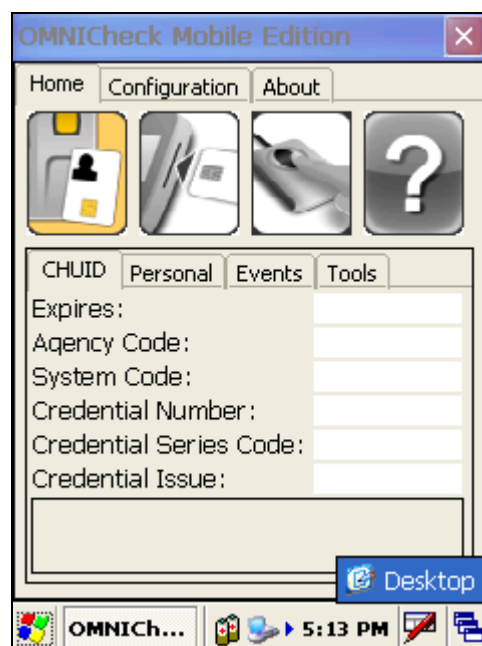 OMNICheck Mobile Edition
Home Configuration About
?
CHUID Personal Events Tools
Expires:
Agency Code:
System Code:
Credential Number:
Credential Series Code:
Credential Issue:
Desktop
OMNICh... 5:13 PM